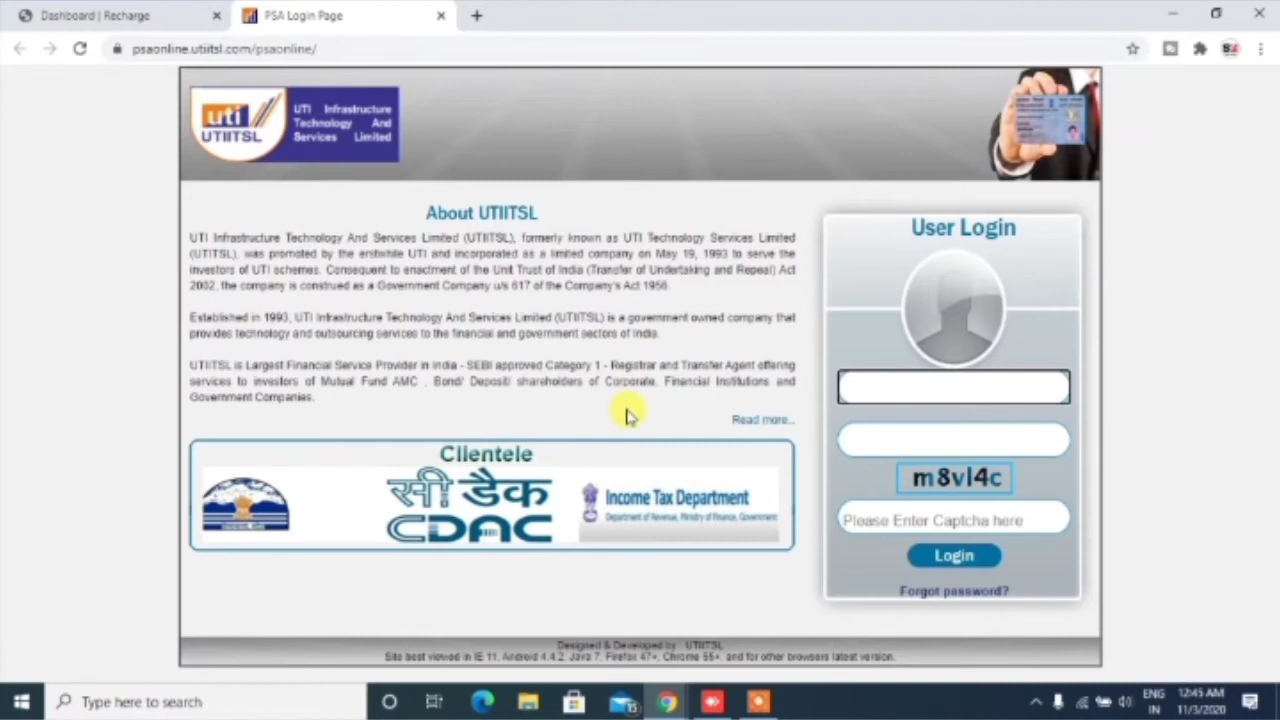 Dashboard | Recharge
PSA Login Page
psaonline.utiitsl.com/psaonline/
uti
UTIITSL
UTI Infrastructure
Technology And
Services Limited
About UTIITSL
UTI Infrastructure Technology And Services Limited (UTIITSL), formerly known as UTI Technology Services Limited
(UTITSL), was promoted by the erstwhile UTI and incorporated as a limited company on May 19, 1993 to serve the
investors of UTI schemes. Consequent to enactment of the Unit Trust of India (Transfer of Undertaking and Repeal) Act
2002, the company is construed as a Government Company u/s 617 of the Company's Act 1956.
Established in 1993, UTI Infrastructure Technology And Services Limited (UTIITSL) is a government owned company that
provides technology and outsourcing services to the financial and government sectors of India.
UTIITSL is Largest Financial Service Provider in India - SEBI approved Category 1 - Registrar and Transfer Agent offering
services to investors of Mutual Fund AMC , Bond/ Deposit/ shareholders of Corporate, Financial Institutions and
Government Companies.
Read more...
Clientele
सी डैक
CDAC
Income Tax Department
Department of Revenue, Ministry of Finance, Government
User Login
m8vl4c
Please Enter Captcha here
Login
Forgot password?
Designed & Developed by : UTIITSL
Site best viewed in IE 11, Android 4.4.2, Java 7, Firefox 47+, Chrome 55+, and for other browsers latest version.
Type here to search
15
ENG
IN
12:45 AM
11/3/2020